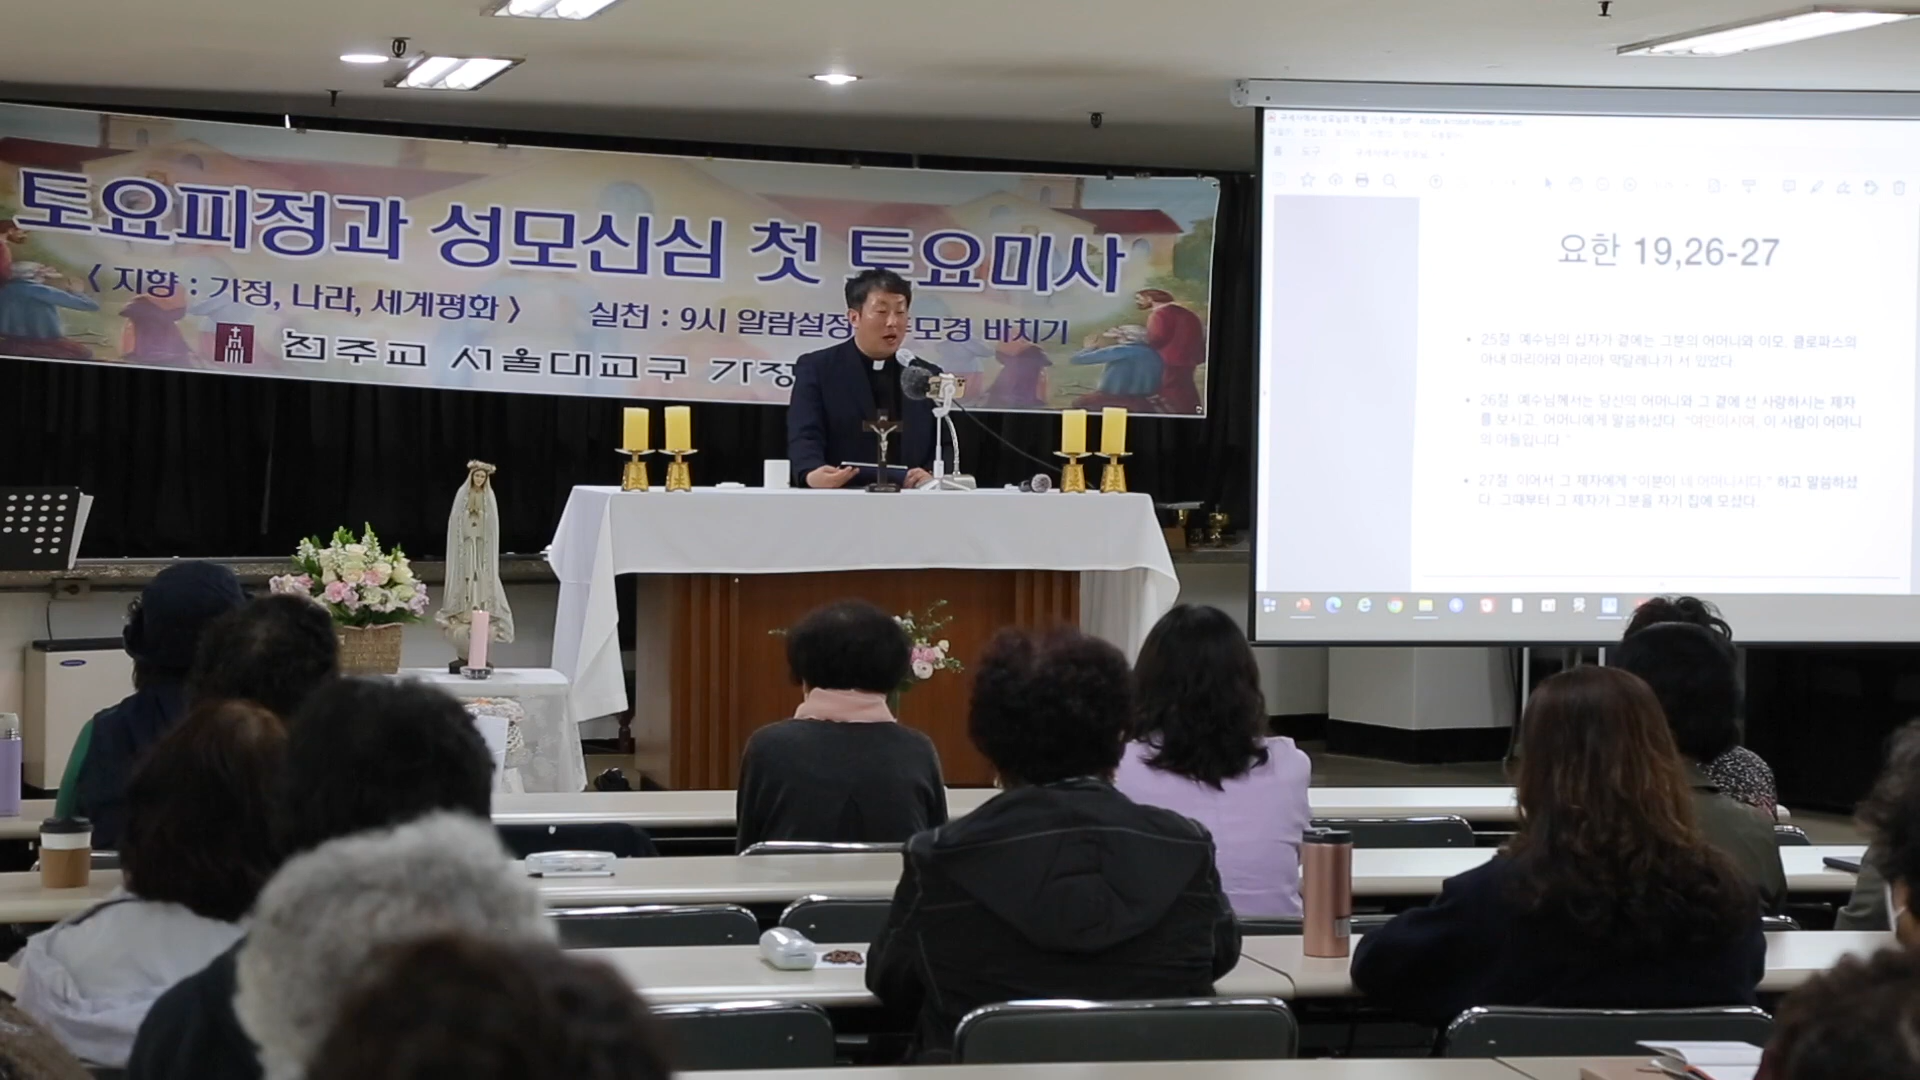 토요피정과 성모신심 첫 토요미사
< 지향 : 가정, 나라, 세계평화 > 실천 : 9시 알람설정 모경 바치기
천주교 서울대교구 가정
홈 도구
요한 19,26-27
• 25절. 예수님의 십자가 곁에는 그분의 어머니와 이모, 클로파스의
아내 마리아와 마리아 막달레나가 서 있었다.
• 26절. 예수님께서는 당신의 어머니와 그 곁에 선 사랑하시는 제자
를 보시고, 어머니에게 말씀하셨다. “여인이시여, 이 사람이 어머니
의 아들입니다.”
• 27절. 이어서 그 제자에게 “이분이 네 어머니시다.” 하고 말씀하셨
다. 그때부터 그 제자가 그분을 자기 집에 모셨다.